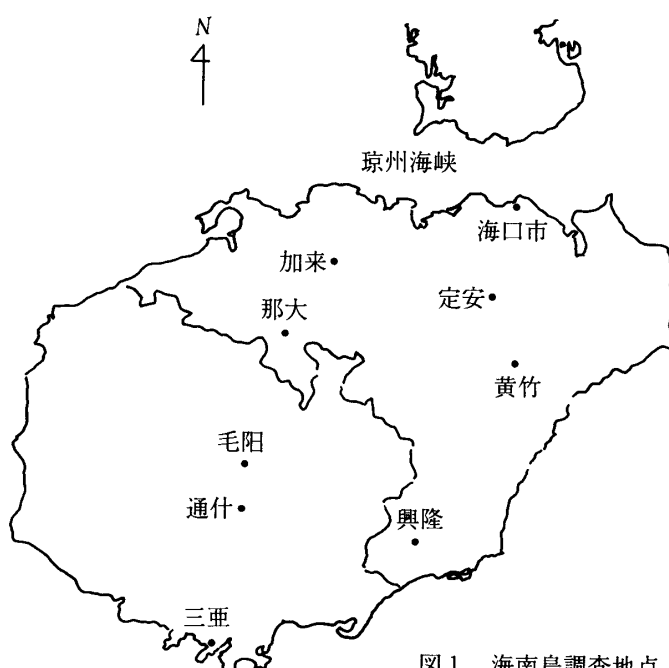 N
琼州海峡
海口市
加来
定安
那大
黄竹
毛阳
通什
興隆
三亜
図1 海南島調査地点